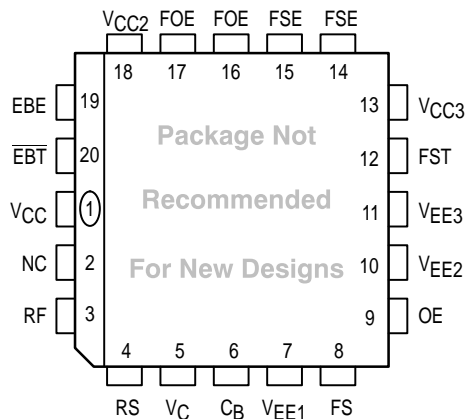 VCC2 FOE FOE FSE FSE
18 17 16 15 14
EBE 19
EBT 20
VCC 1
NC 2
RF 3
13 VCC3
12 FST
11 VEE3
10 VEE2
9 OE
Package Not
Recommended
For New Designs
4 5 6 7 8
RS VC CB VEE1 FS